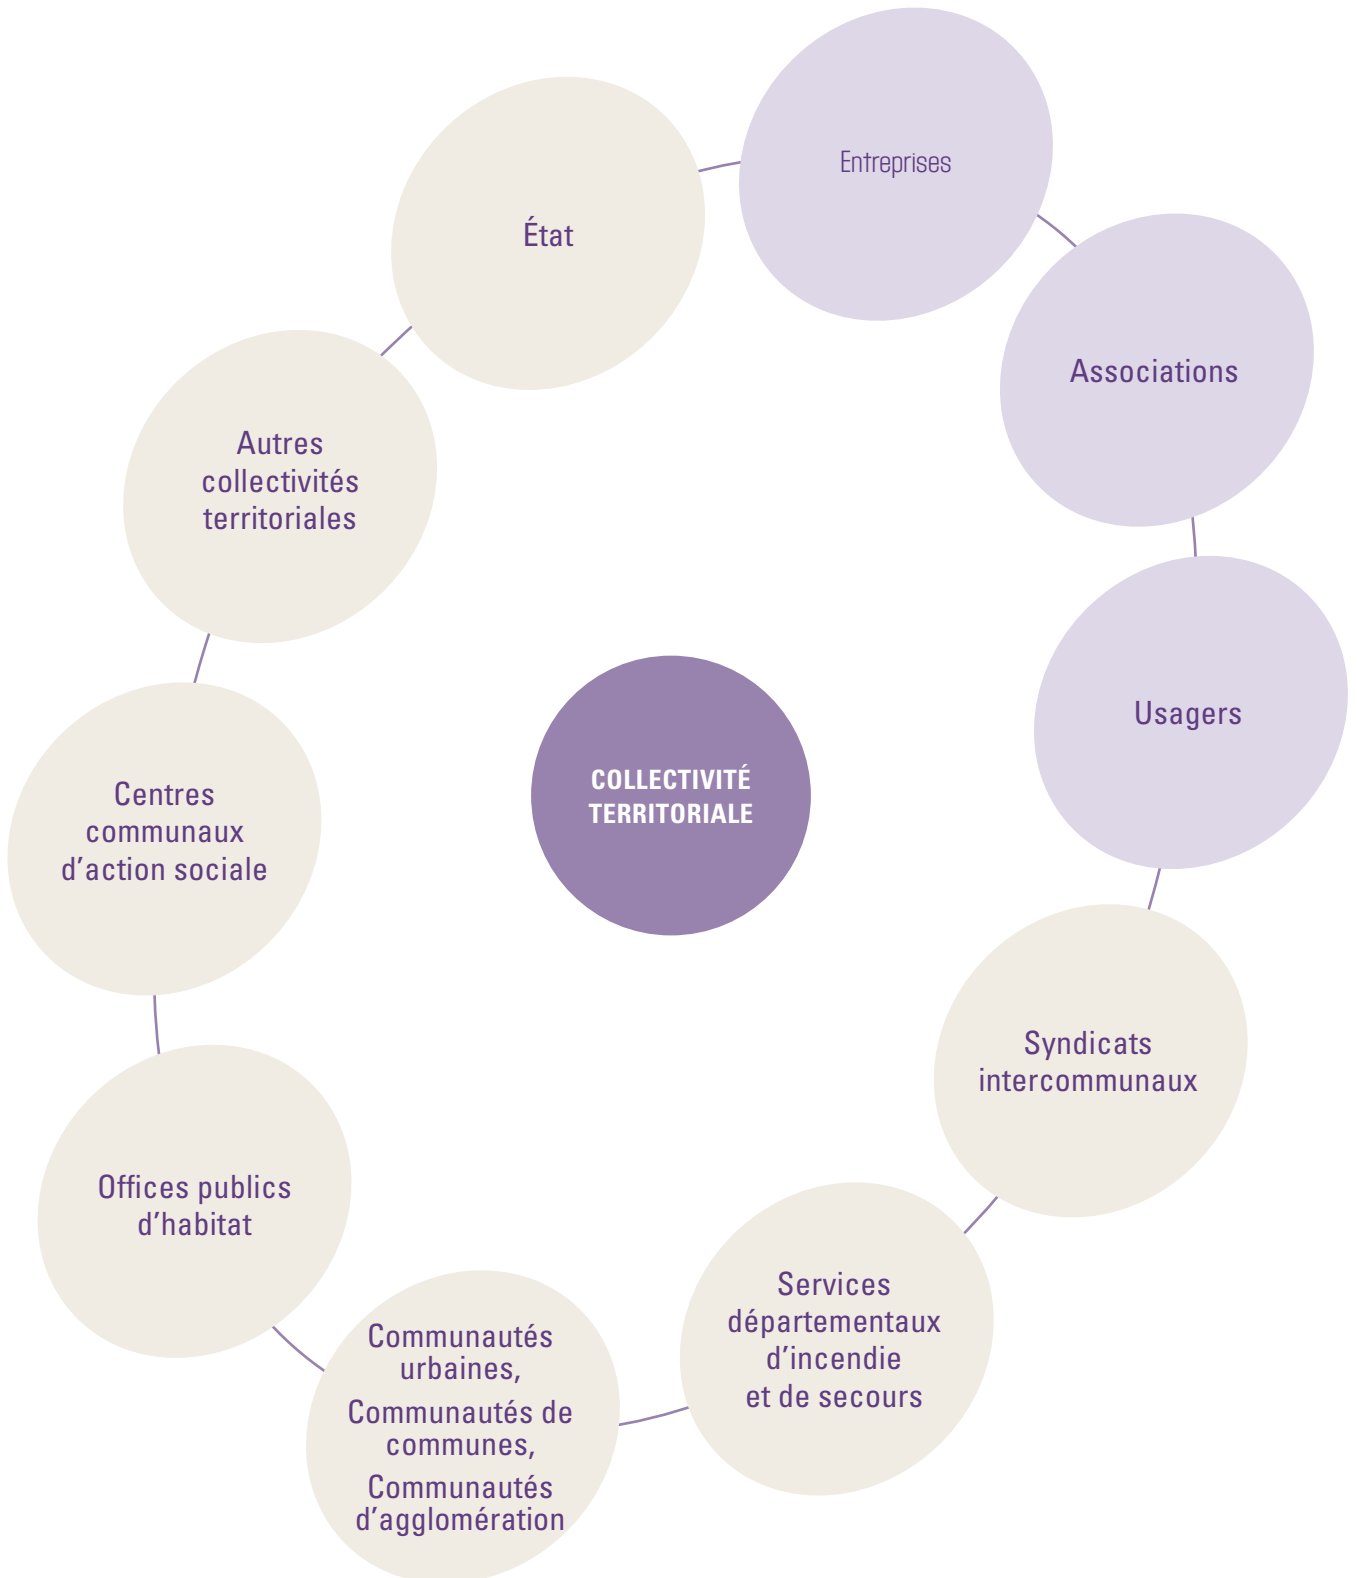 Entreprises
État
Associations
Autres
collectivités
territoriales
Usagers
COLLECTIVITÉ
TERRITORIALE
Centres
communaux
d’action sociale
Syndicats
intercommunaux
Offices publics
d’habitat
Services
départementaux
d’incendie
et de secours
Communautés
urbaines,
Communautés de
communes,
Communautés
d’agglomération